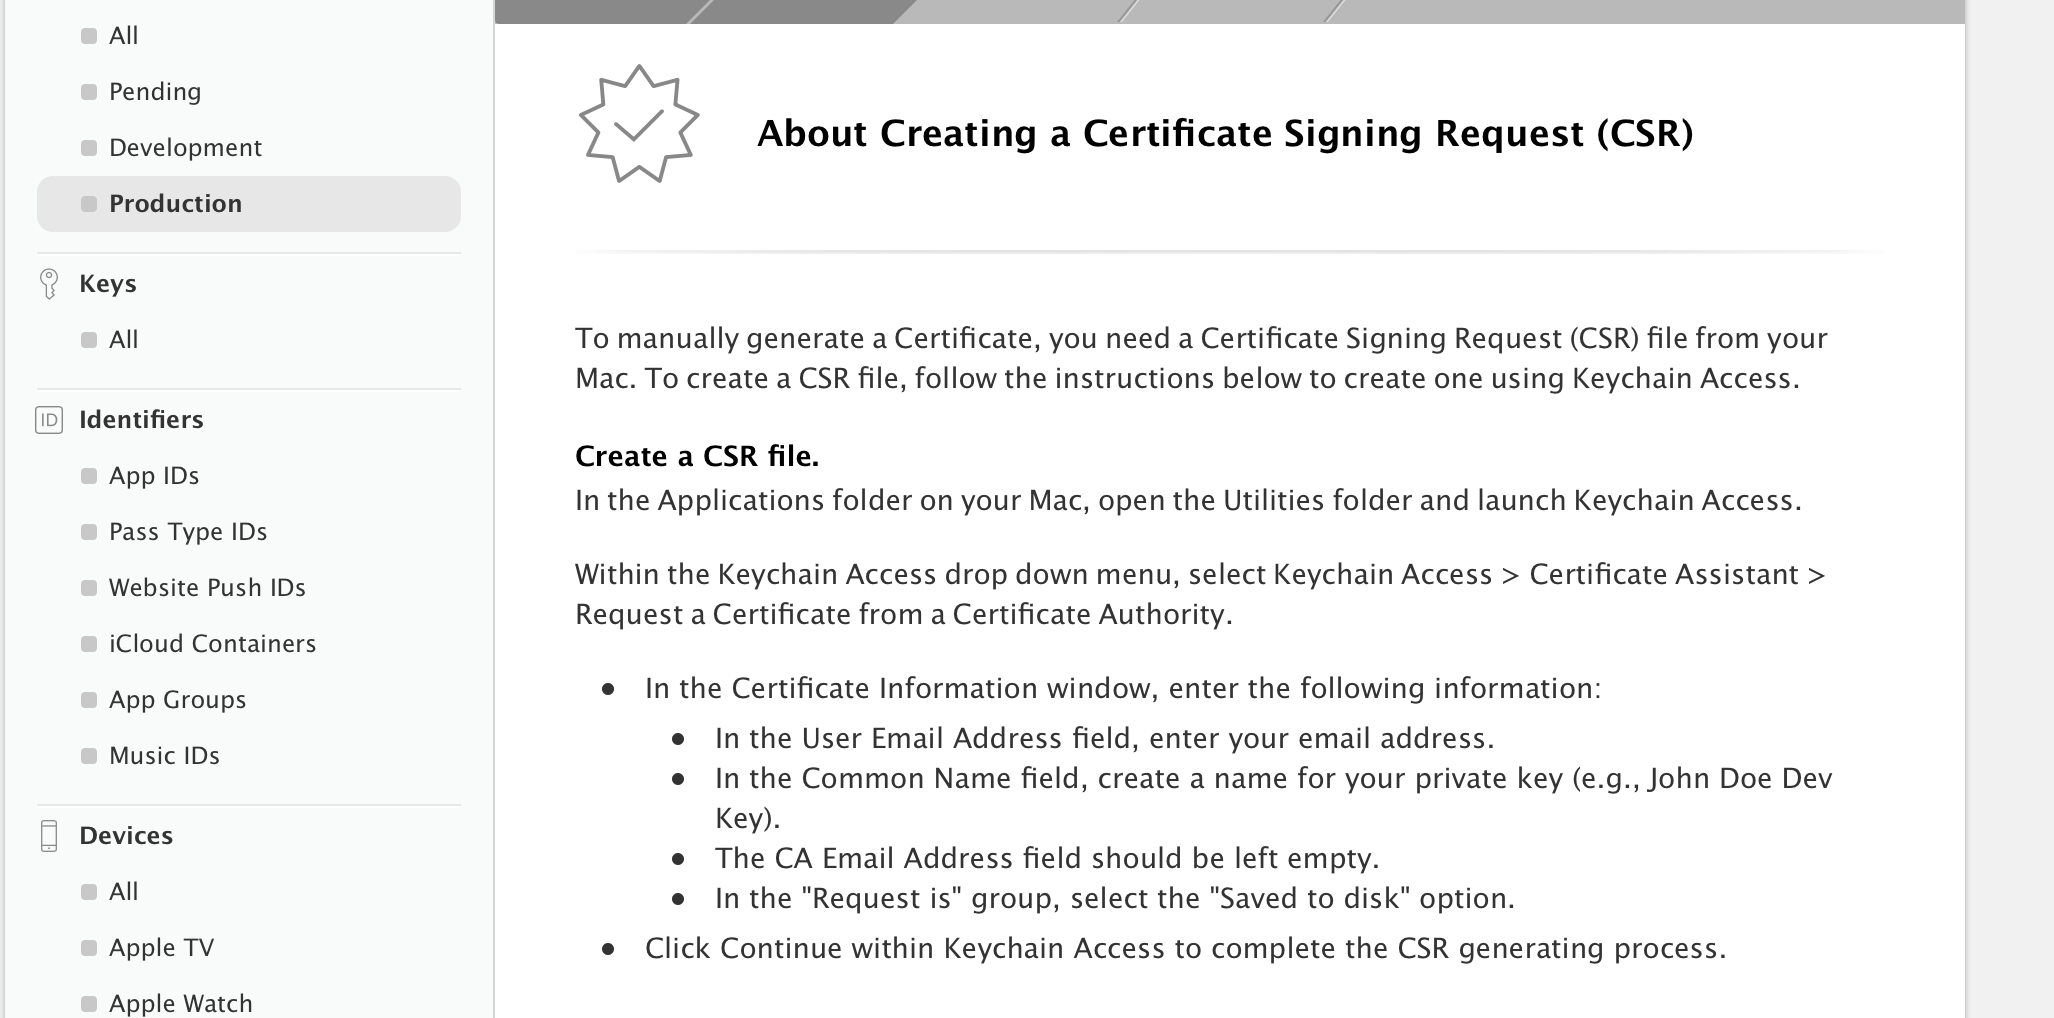 All
Pending
Development
Production
Keys
All
ID Identifiers
App IDs
Pass Type IDs
Website Push IDs
iCloud Containers
App Groups
Music IDs
Devices
All
Apple TV
Apple Watch
About Creating a Certificate Signing Request (CSR)
To manually generate a Certificate, you need a Certificate Signing Request (CSR) file from your
Mac. To create a CSR file, follow the instructions below to create one using Keychain Access.
Create a CSR file.
In the Applications folder on your Mac, open the Utilities folder and launch Keychain Access.
Within the Keychain Access drop down menu, select Keychain Access > Certificate Assistant >
Request a Certificate from a Certificate Authority.
● In the Certificate Information window, enter the following information:
● In the User Email Address field, enter your email address.
● In the Common Name field, create a name for your private key (e.g., John Doe Dev
Key).
● The CA Email Address field should be left empty.
● In the "Request is" group, select the "Saved to disk" option.
● Click Continue within Keychain Access to complete the CSR generating process.